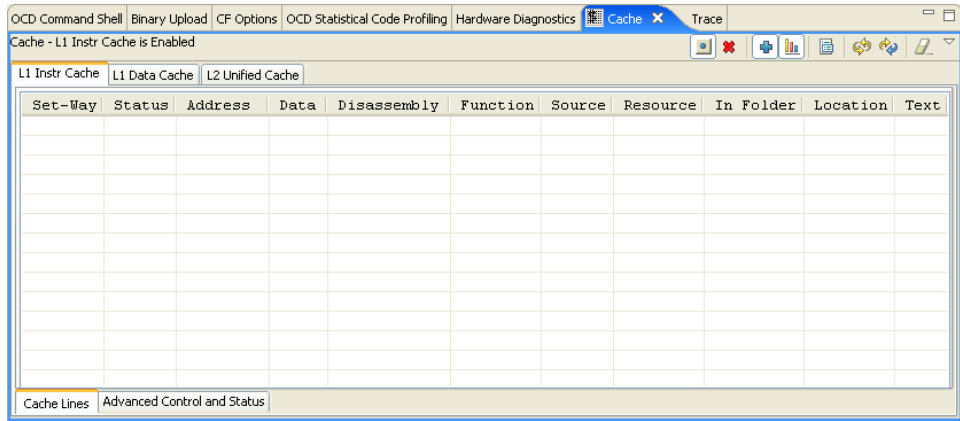 OCD Command Shell Binary Upload CF Options OCD Statistical Code Profiling Hardware Diagnostics Cache Trace
Cache - L1 Instr Cache is Enabled
L1 Instr Cache L1 Data Cache L2 Unified Cache
Set-Way Status Address Data Disassembly Function Source Resource In Folder Location Text
Cache Lines Advanced Control and Status